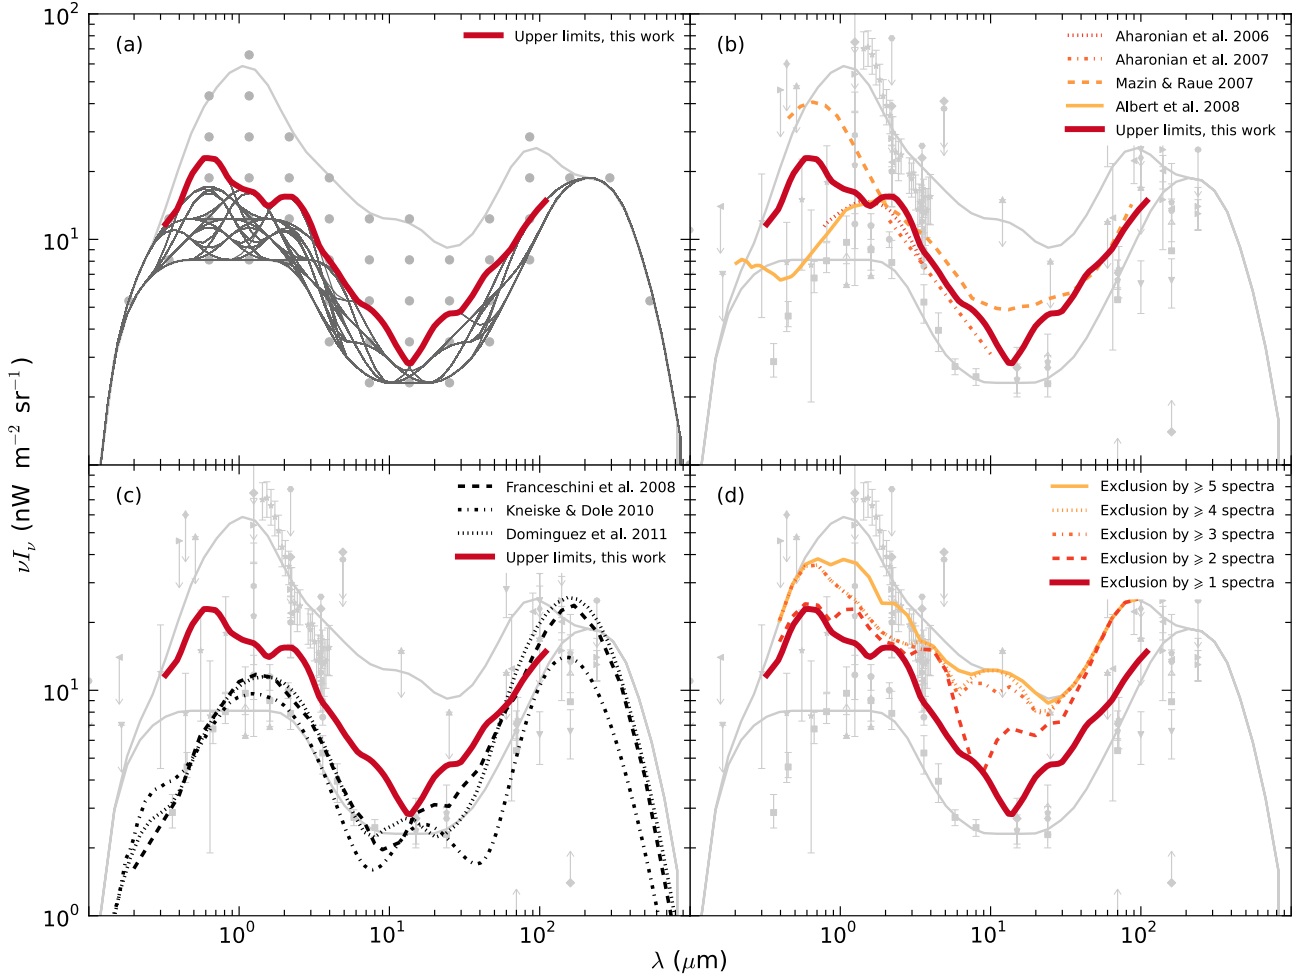 (a)
Upper limits, this work
10²
10¹
(b)
Aharonian et al. 2006
Aharonian et al. 2007
Mazin & Raue 2007
Albert et al. 2008
Upper limits, this work
νI_ν (nW m⁻² sr⁻¹)
(c)
Franceschini et al. 2008
Kneiske & Dole 2010
Dominguez et al. 2011
Upper limits, this work
10¹
10⁰
(d)
Exclusion by ⩾ 5 spectra
Exclusion by ⩾ 4 spectra
Exclusion by ⩾ 3 spectra
Exclusion by ⩾ 2 spectra
Exclusion by ⩾ 1 spectra
10⁰ 10¹ 10² 10⁰ 10¹ 10²
λ (μm)